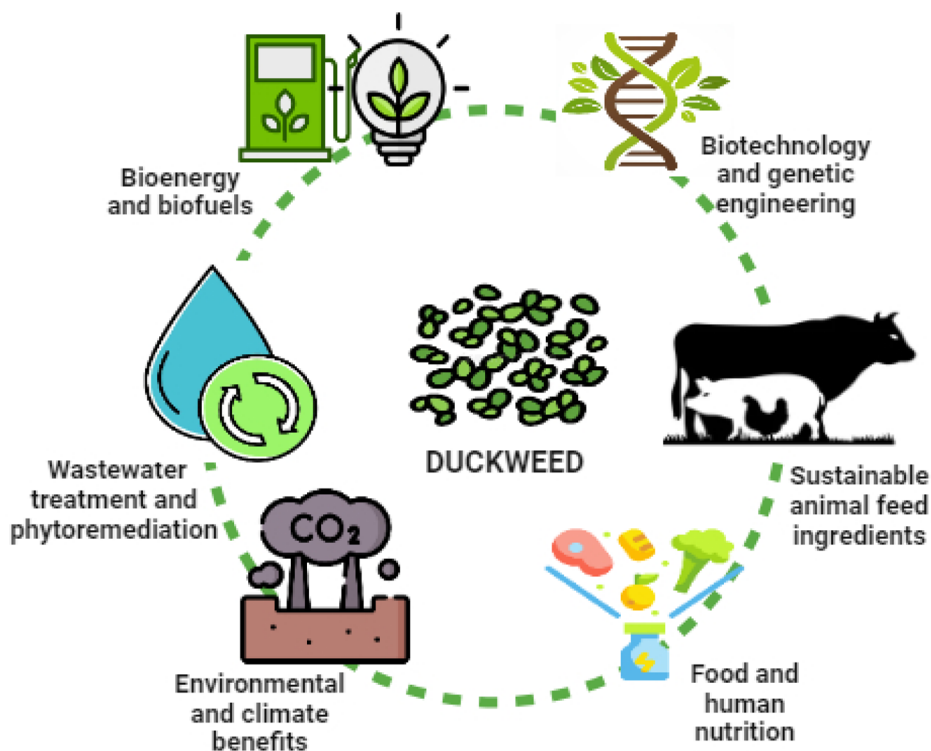 Bioenergy
and biofuels
Biotechnology
and genetic
engineering
DUCKWEED
Wastewater
treatment and
phytoremediation
Sustainable
animal feed
ingredients
CO₂
Environmental
and climate
benefits
Food and
human
nutrition